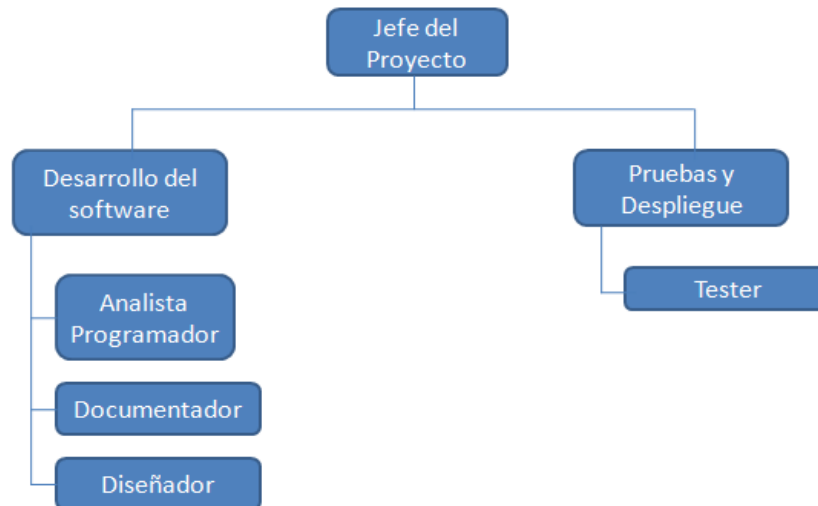 Jefe del
Proyecto
Desarrollo del
software
Pruebas y
Despliegue
Analista
Programador
Tester
Documentador
Diseñador